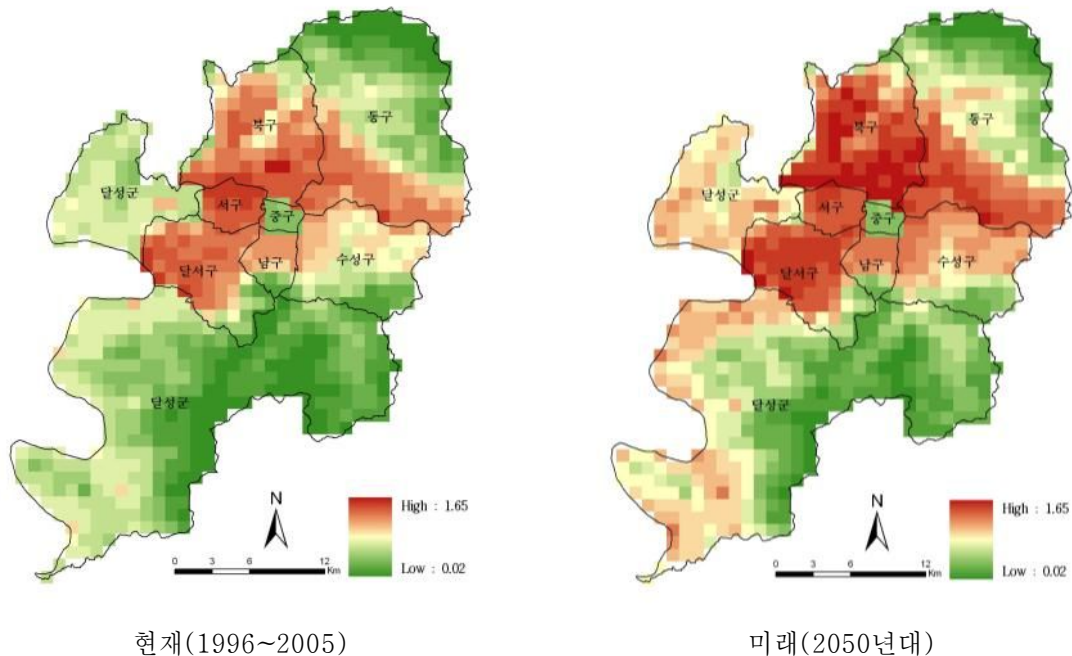 북구
동구
달성군
서구
중구
달서구
남구
수성구
달성군
N
High : 1.65
Low : 0.02
0 3 6 12
Km
현재(1996~2005)
북구
동구
달성군
서구
중구
달서구
남구
수성구
달성군
N
High : 1.65
Low : 0.02
0 3 6 12
Km
미래(2050년대)